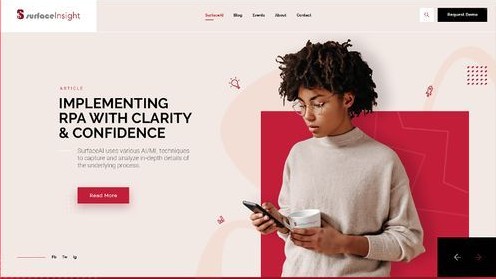 surfaceInsight
SurfaceAI Blog Events About Contact
Request Demo
ARTICLE
IMPLEMENTING
RPA WITH CLARITY
& CONFIDENCE
SurfaceAI uses various AI/ML techniques
to capture and analyze in-depth details of
the underlying process.
Read More
Fb Tw Ig